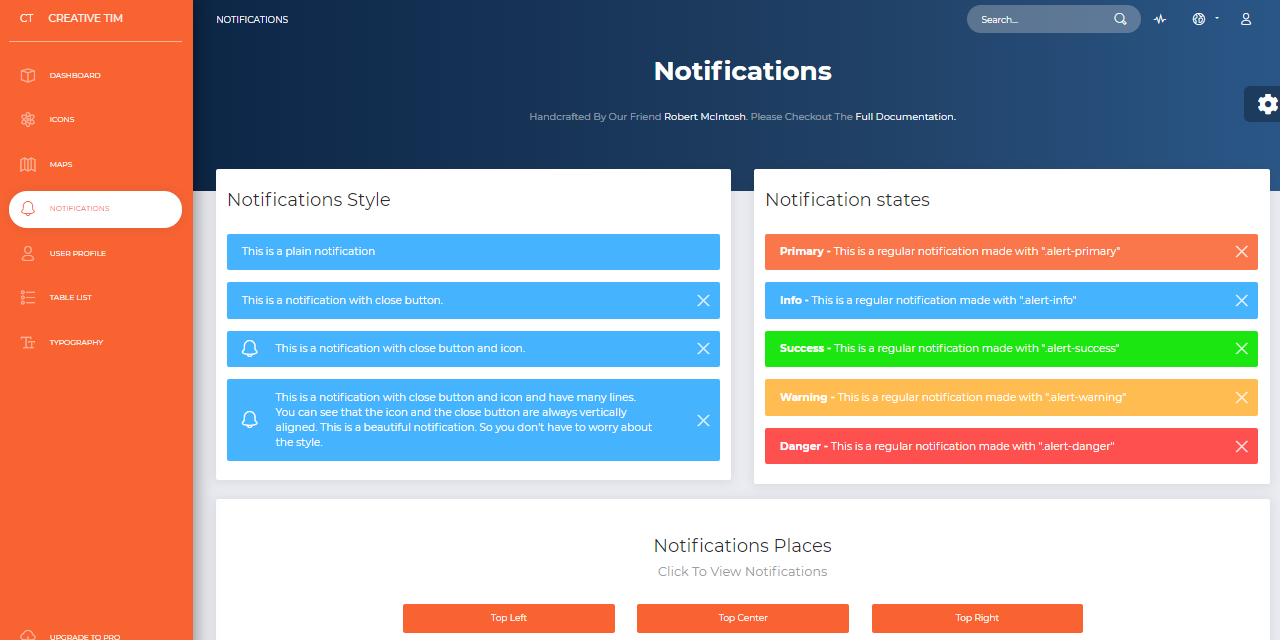 CT CREATIVE TIM
DASHBOARD
ICONS
MAPS
NOTIFICATIONS
USER PROFILE
TABLE LIST
TYPOGRAPHY
UPGRADE TO PRO
NOTIFICATIONS
Search...
Notifications
Handcrafted By Our Friend Robert McIntosh. Please Checkout The Full Documentation.
Notifications Style
This is a plain notification
This is a notification with close button.
This is a notification with close button and icon.
This is a notification with close button and icon and have many lines.
You can see that the icon and the close button are always vertically
aligned. This is a beautiful notification. So you don't have to worry about
the style.
Notification states
Primary - This is a regular notification made with ".alert-primary"
Info - This is a regular notification made with ".alert-info"
Success - This is a regular notification made with ".alert-success"
Warning - This is a regular notification made with ".alert-warning"
Danger - This is a regular notification made with ".alert-danger"
Notifications Places
Click To View Notifications
Top Left
Top Center
Top Right